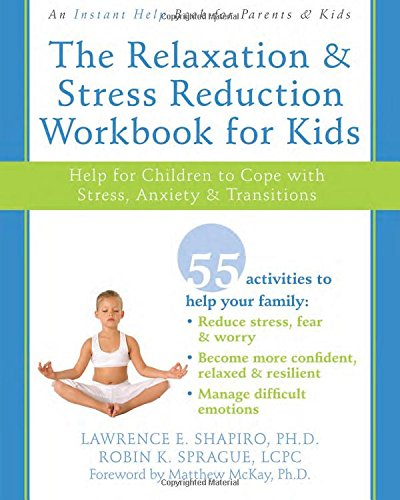 An Instant Help Book for Parents & Kids
The Relaxation &
Stress Reduction
Workbook for Kids
Help for Children to Cope with
Stress, Anxiety & Transitions
55 activities to
help your family:
• Reduce stress, fear
& worry
• Become more confident,
relaxed & resilient
• Manage difficult
emotions
LAWRENCE E. SHAPIRO, PH.D.
ROBIN K. SPRAGUE, LCPC
Foreword by Matthew McKay, Ph.D.